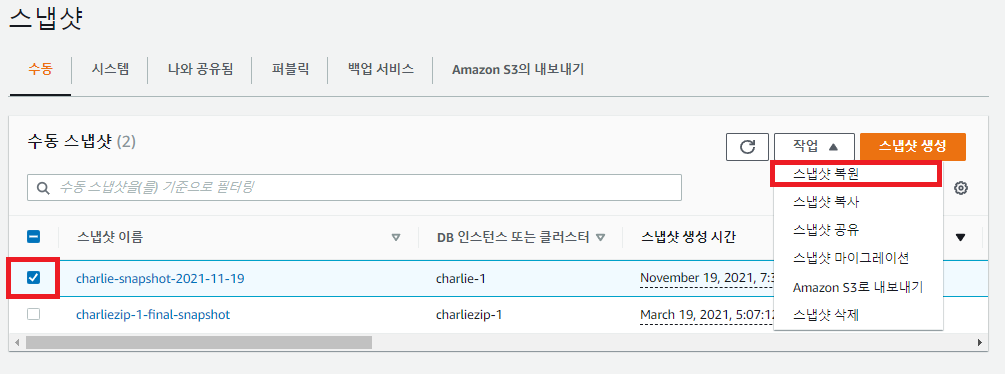 스냅샷
수동 시스템 나와 공유됨 퍼블릭 백업 서비스 Amazon S3의 내보내기
수동 스냅샷 (2) 작업 스냅샷 생성
수동 스냅샷을(를) 기준으로 필터링
스냅샷 복원
스냅샷 복사
스냅샷 공유
스냅샷 마이그레이션
Amazon S3로 내보내기
스냅샷 삭제
스냅샷 이름 DB 인스턴스 또는 클러스터 스냅샷 생성 시간
charlie-snapshot-2021-11-19 charlie-1 November 19, 2021,
charliezip-1-final-snapshot charliezip-1 March 19, 2021, 5:07:12